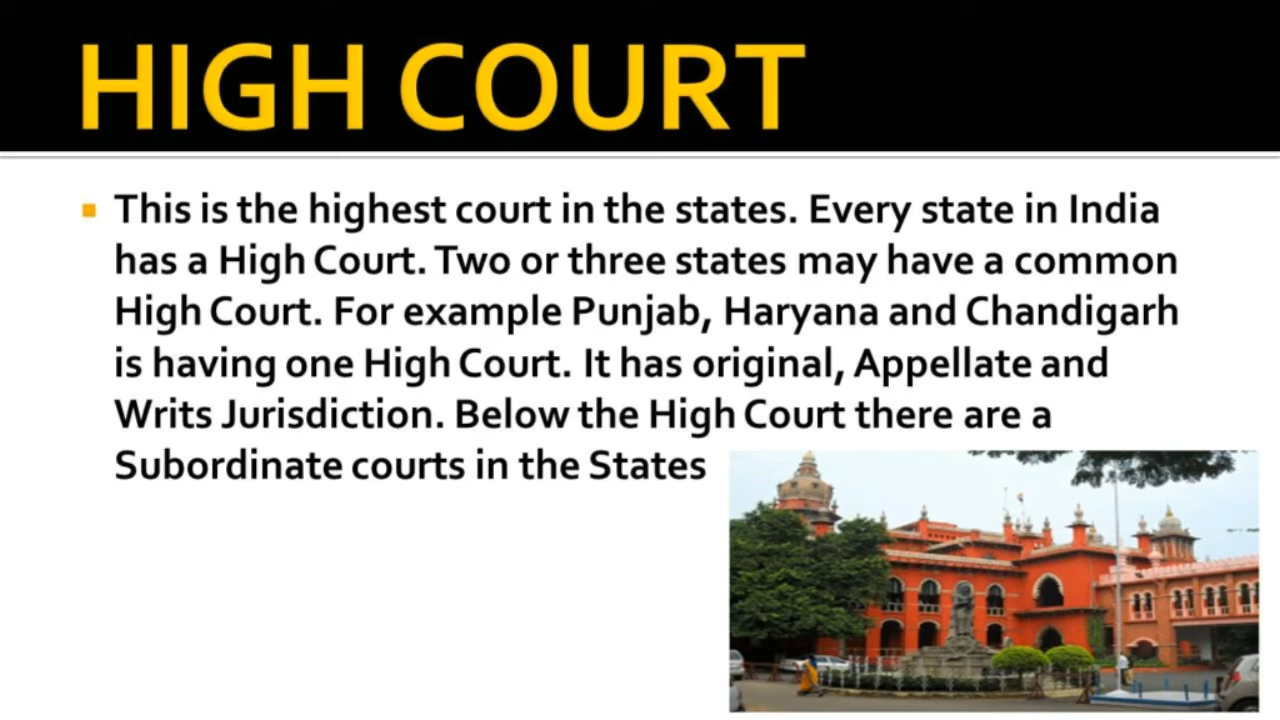 HIGH COURT
This is the highest court in the states. Every state in India
has a High Court. Two or three states may have a common
High Court. For example Punjab, Haryana and Chandigarh
is having one High Court. It has original, Appellate and
Writs Jurisdiction. Below the High Court there are a
Subordinate courts in the States